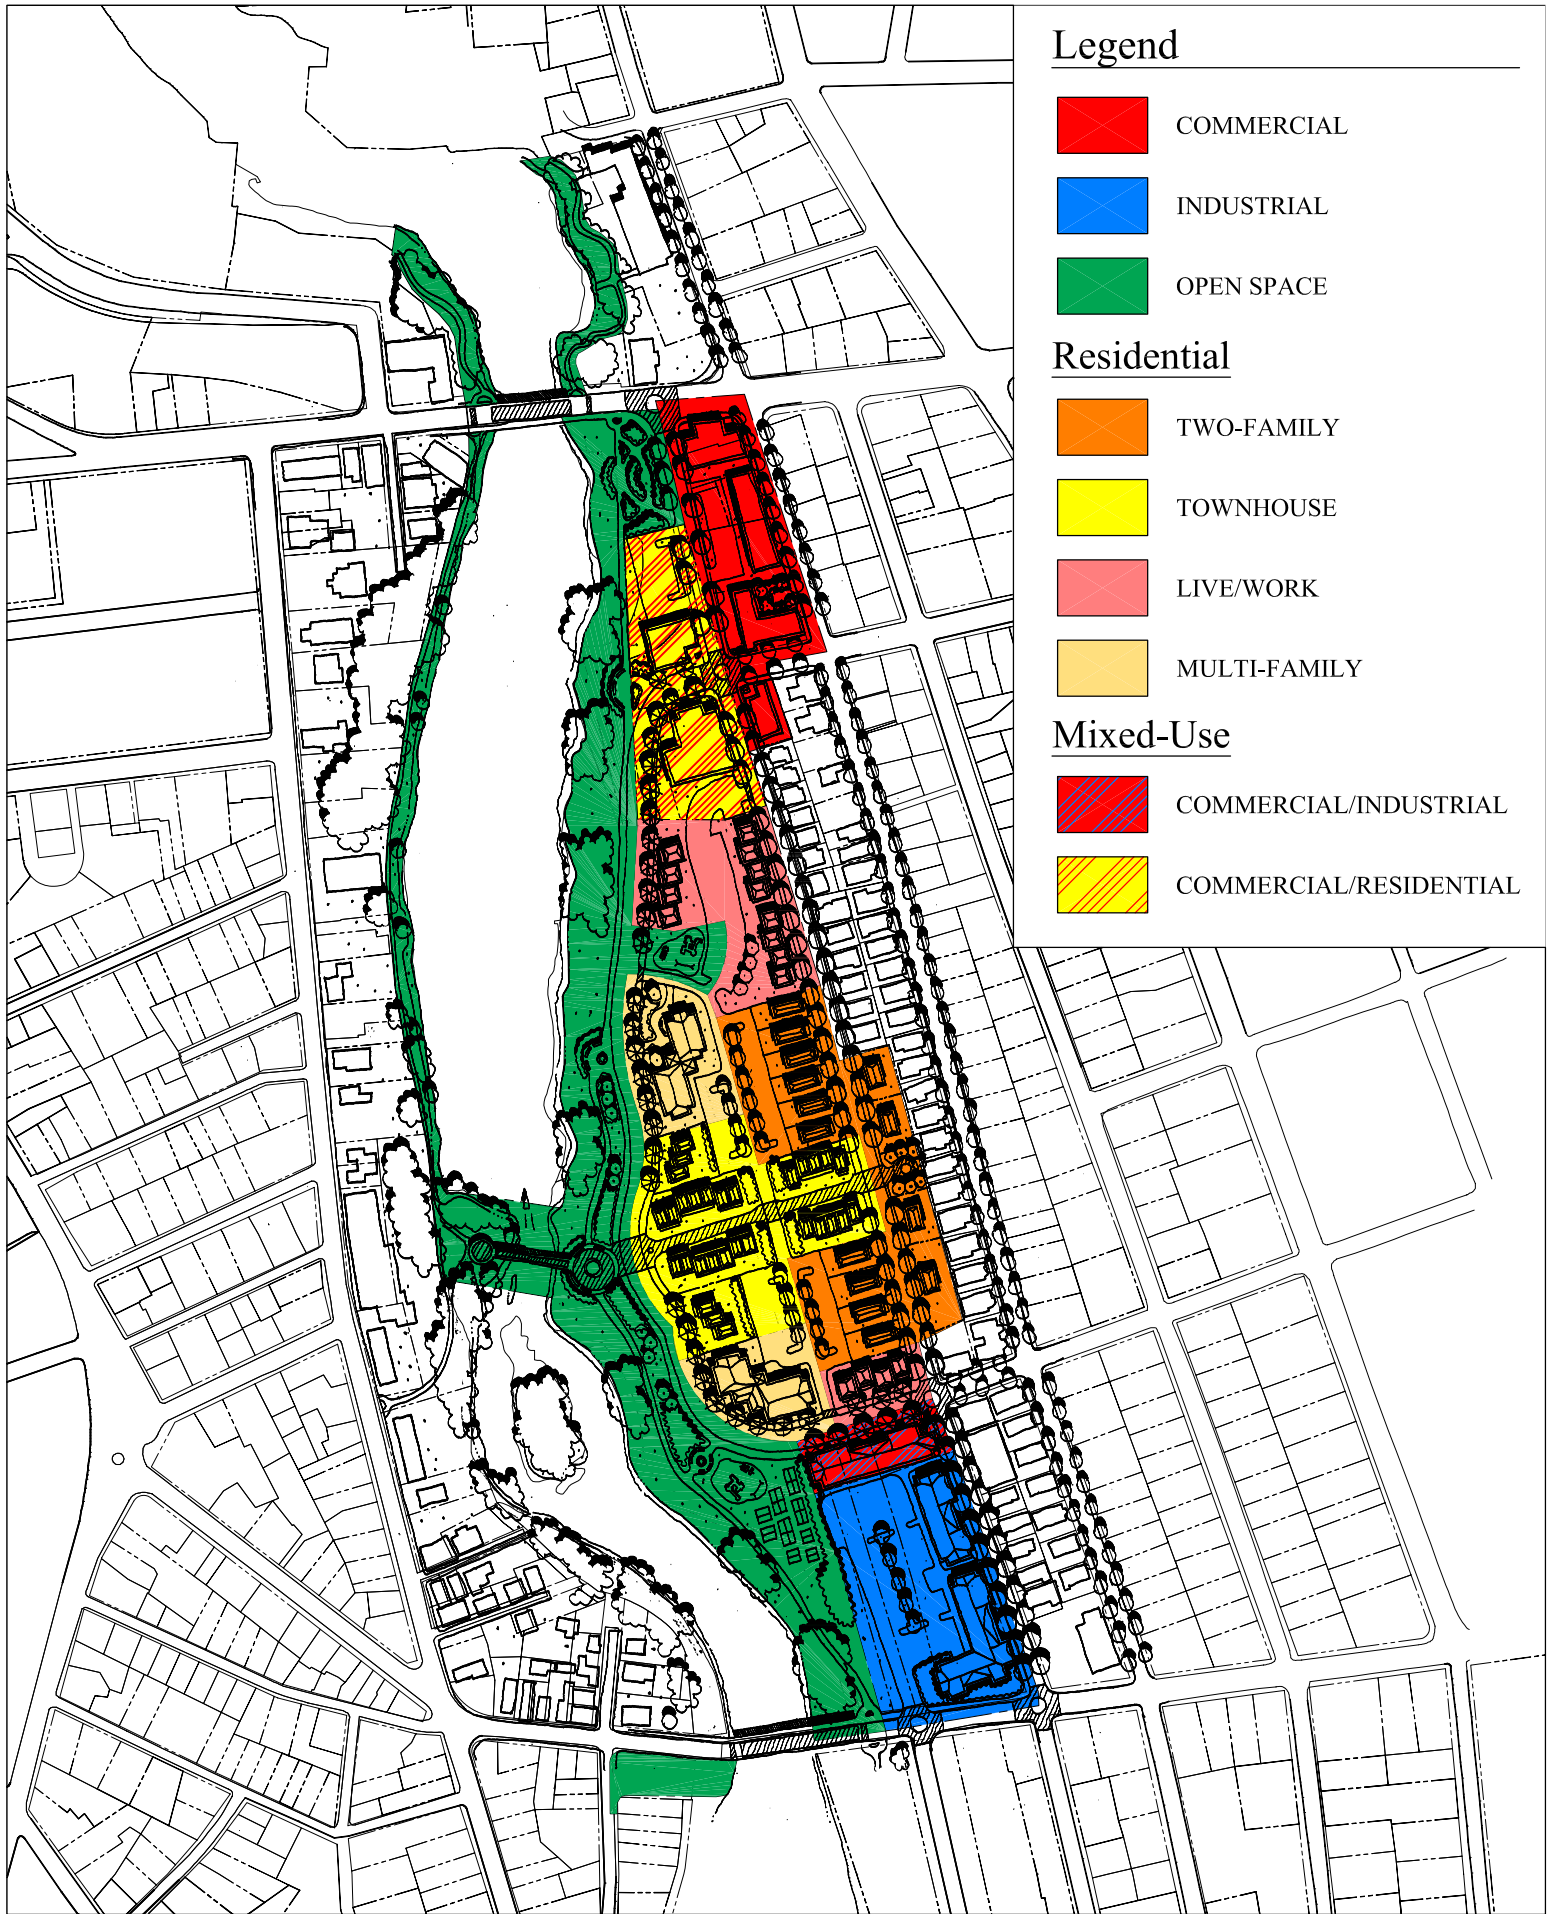 Legend
COMMERCIAL
INDUSTRIAL
OPEN SPACE
Residential
TWO-FAMILY
TOWNHOUSE
LIVE/WORK
MULTI-FAMILY
Mixed-Use
COMMERCIAL/INDUSTRIAL
COMMERCIAL/RESIDENTIAL